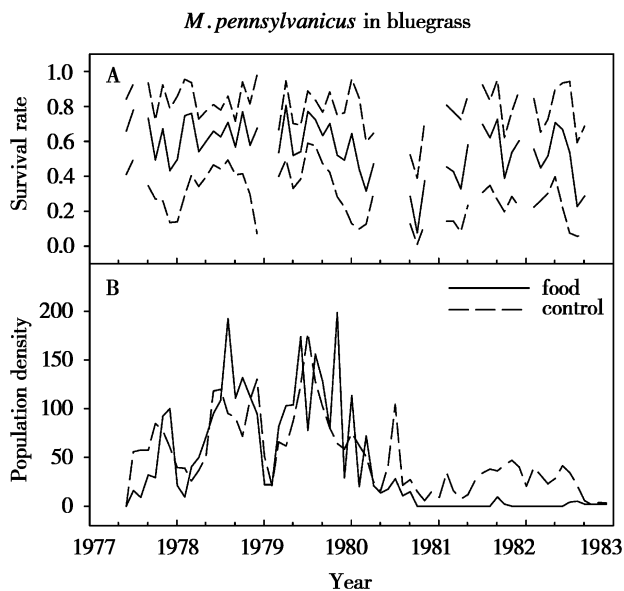 M. pennsylvanicus in bluegrass
A
1.0
0.8
0.6
0.4
0.2
0.0
Survival rate
B
food
control
200
150
100
50
0
Population density
1977 1978 1979 1980 1981 1982 1983
Year